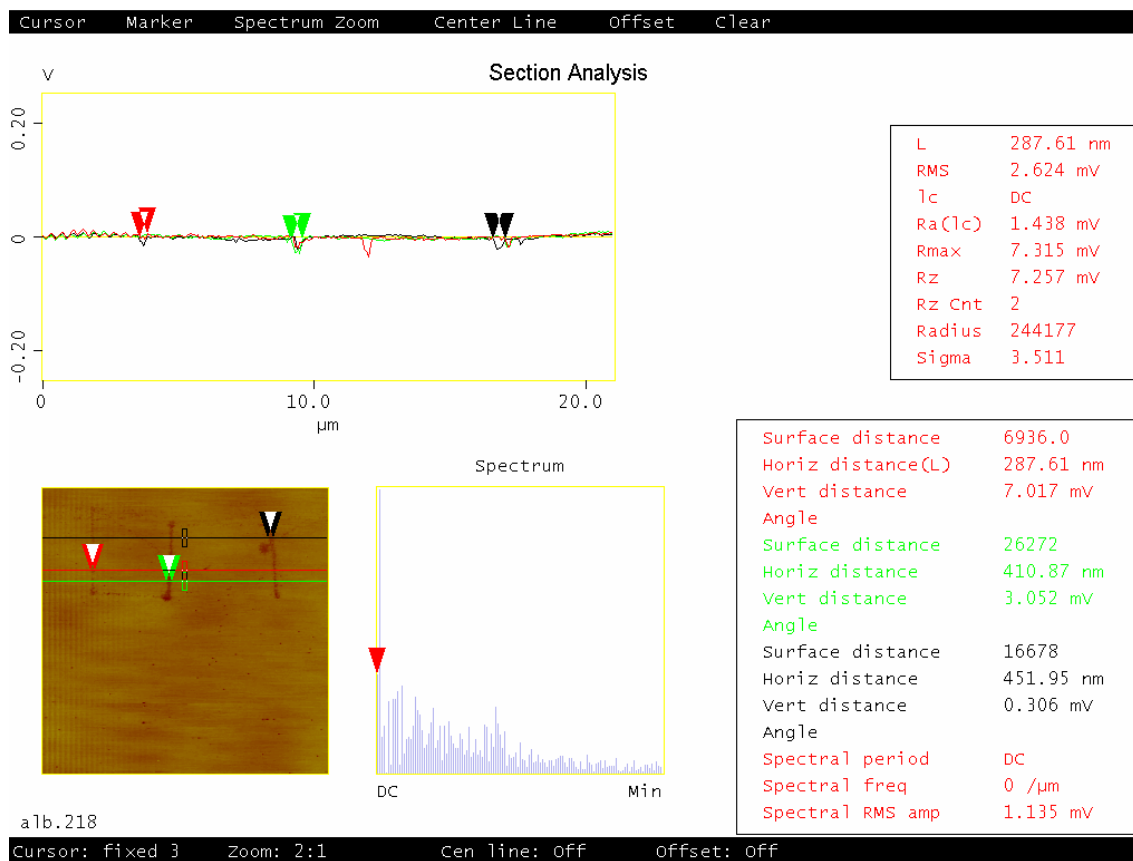 Cursor Marker Spectrum Zoom Center Line Offset Clear
V
Section Analysis
0.20
0
-0.20
0 10.0 20.0
µm
L 287.61 nm
RMS 2.624 mV
lc DC
Ra(lc) 1.438 mV
Rmax 7.315 mV
Rz 7.257 mV
Rz Cnt 2
Radius 244177
Sigma 3.511
Surface distance 6936.0
Horiz distance(L) 287.61 nm
Vert distance 7.017 mV
Angle
Surface distance 26272
Horiz distance 410.87 nm
Vert distance 3.052 mV
Angle
Surface distance 16678
Horiz distance 451.95 nm
Vert distance 0.306 mV
Angle
Spectral period DC
Spectral freq 0 /µm
Spectral RMS amp 1.135 mV
Spectrum
DC Min
alb.218
Cursor: fixed 3 Zoom: 2:1 Cen line: Off Offset: Off